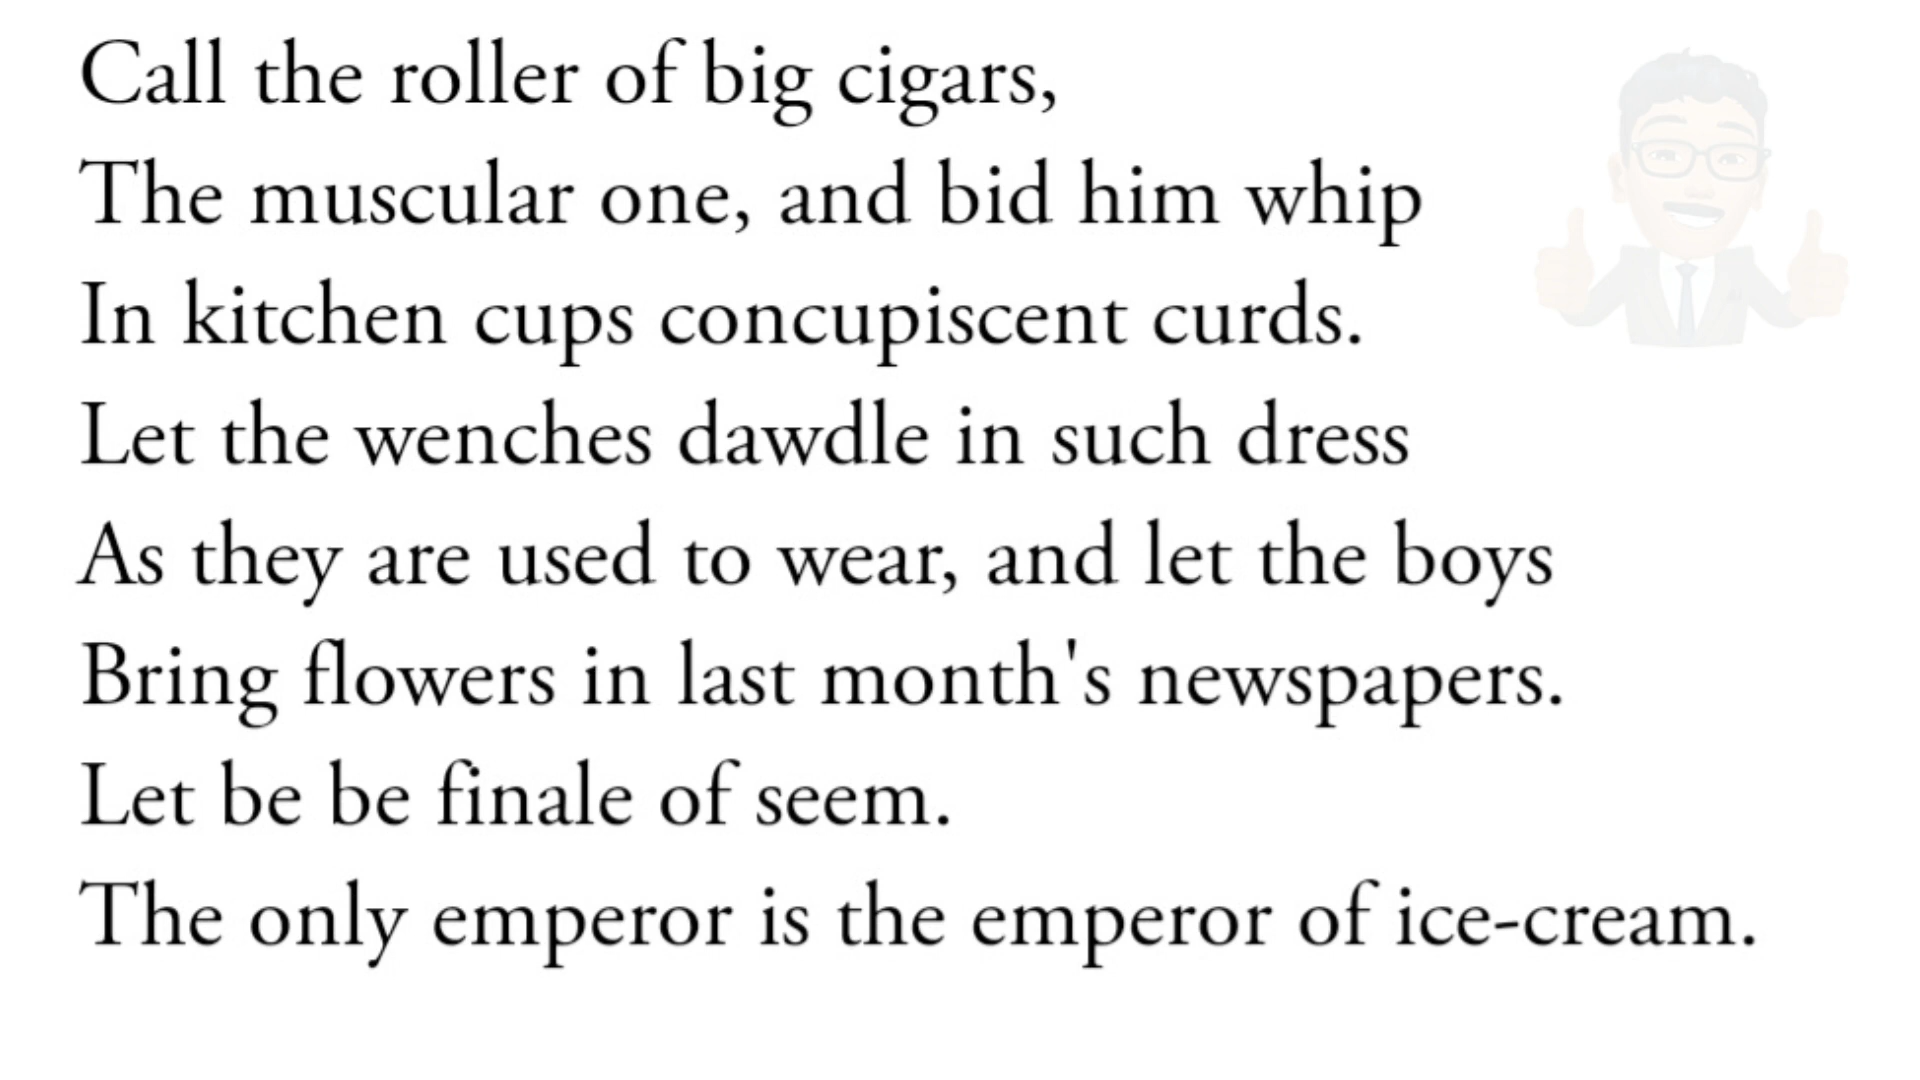 Call the roller of big cigars,
The muscular one, and bid him whip
In kitchen cups concupiscent curds.
Let the wenches dawdle in such dress
As they are used to wear, and let the boys
Bring flowers in last month's newspapers.
Let be be finale of seem.
The only emperor is the emperor of ice-cream.